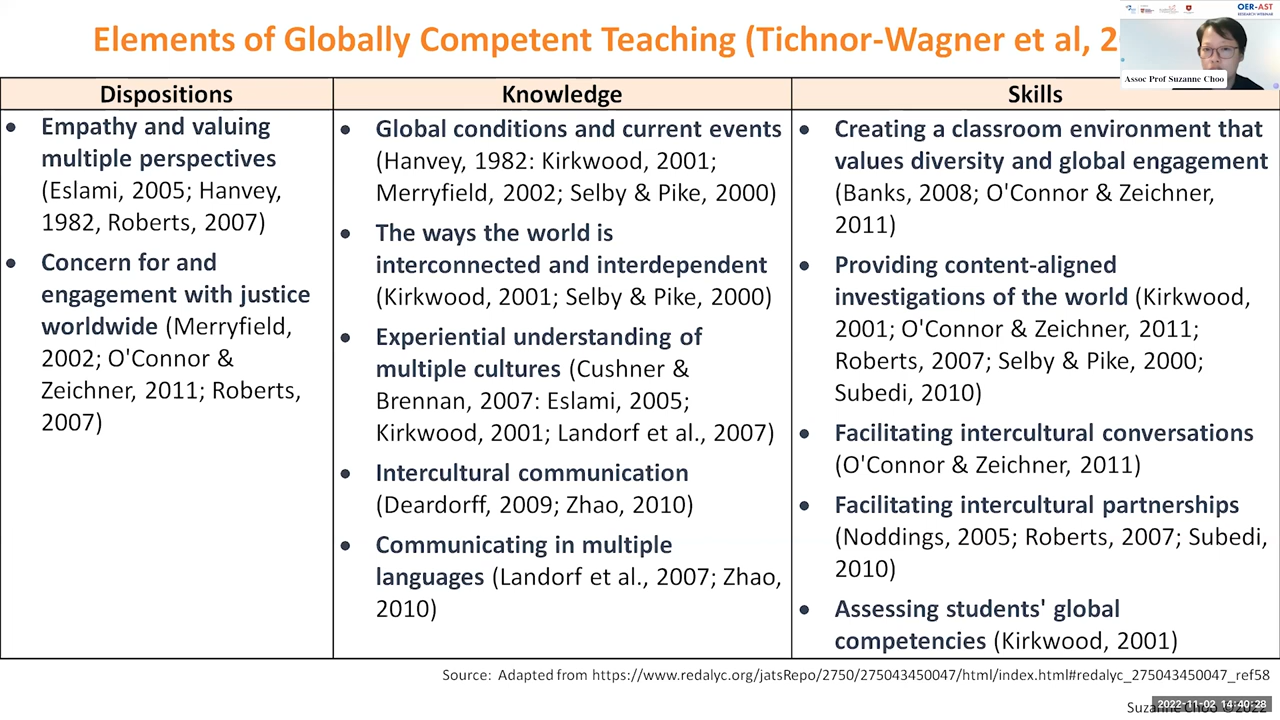 Elements of Globally Competent Teaching (Tichnor-Wagner et al, 2
OER-AST
RESEARCH WEBINAR
Assoc Prof Suzanne Choo
Dispositions
• Empathy and valuing
multiple perspectives
(Eslami, 2005; Hanvey,
1982, Roberts, 2007)
• Concern for and
engagement with justice
worldwide (Merryfield,
2002; O'Connor &
Zeichner, 2011; Roberts,
2007)
Knowledge
• Global conditions and current events
(Hanvey, 1982: Kirkwood, 2001;
Merryfield, 2002; Selby & Pike, 2000)
• The ways the world is
interconnected and interdependent
(Kirkwood, 2001; Selby & Pike, 2000)
• Experiential understanding of
multiple cultures (Cushner &
Brennan, 2007: Eslami, 2005;
Kirkwood, 2001; Landorf et al., 2007)
• Intercultural communication
(Deardorff, 2009; Zhao, 2010)
• Communicating in multiple
languages (Landorf et al., 2007; Zhao,
2010)
Skills
• Creating a classroom environment that
values diversity and global engagement
(Banks, 2008; O'Connor & Zeichner,
2011)
• Providing content-aligned
investigations of the world (Kirkwood,
2001; O'Connor & Zeichner, 2011;
Roberts, 2007; Selby & Pike, 2000;
Subedi, 2010)
• Facilitating intercultural conversations
(O'Connor & Zeichner, 2011)
• Facilitating intercultural partnerships
(Noddings, 2005; Roberts, 2007; Subedi,
2010)
• Assessing students' global
competencies (Kirkwood, 2001)
Source: Adapted from https://www.redalyc.org/jatsRepo/2750/275043450047/html/index.html#redalyc_275043450047_ref58
Suzanne Choo ©2022
2022-11-02 14:40:28